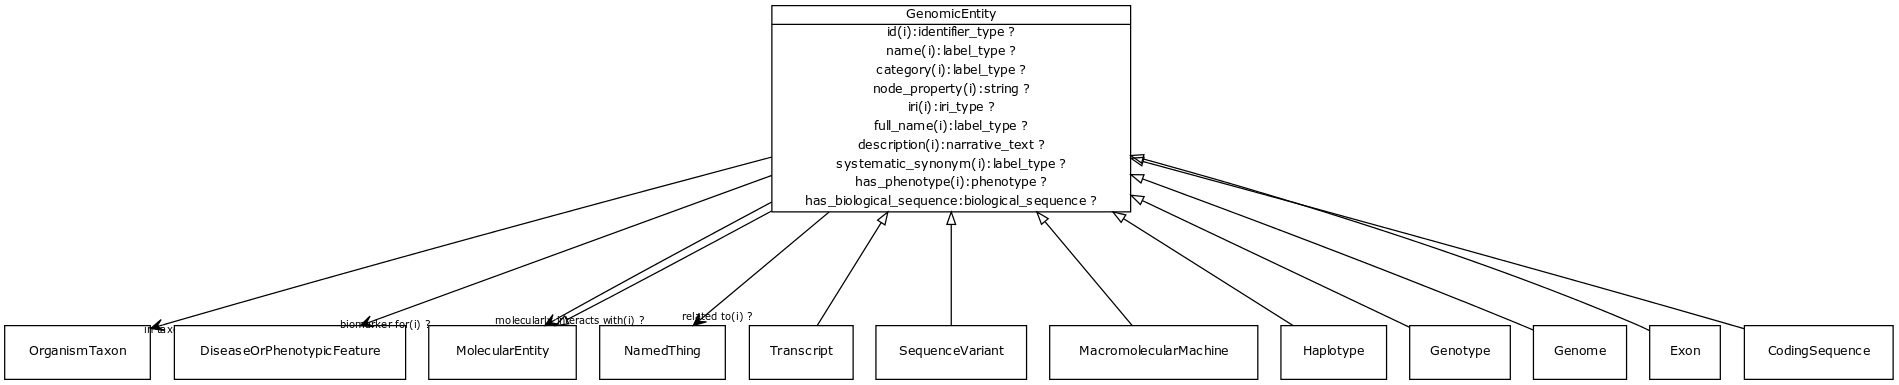 GenomicEntity
id(i):identifier_type ?
name(i):label_type ?
category(i):label_type ?
node_property(i):string ?
iri(i):iri_type ?
full_name(i):label_type ?
description(i):narrative_text ?
systematic_synonym(i):label_type ?
has_phenotype(i):phenotype ?
has_biological_sequence:biological_sequence ?
in
biomarker for(i) ?
interacts with(i) ?
related to(i) ?
OrganismTaxon
DiseaseOrPhenotypicFeature
MolecularEntity
NamedThing
Transcript
SequenceVariant
MacromolecularMachine
Haplotype
Genotype
Genome
Exon
CodingSequence